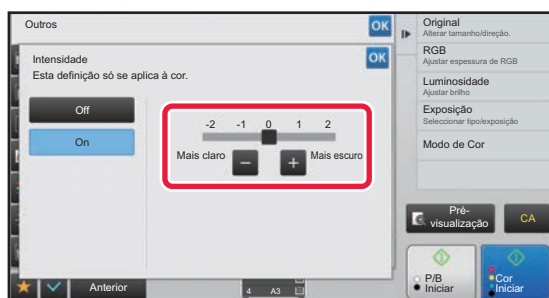 Outros
OK
Intensidade
OK
Esta definição só se aplica à cor.
Off
On
-2 -1 0 1 2
Mais claro
−
+
Mais escuro
Original
Alterar tamanho/direção.
RGB
Ajustar espessura de RGB
Luminosidade
Ajustar brilho
Exposição
Seleccionar tipo/exposição
Modo de Cor
Pré-
visualização
CA
P/B
Iniciar
Cor
Iniciar
Anterior
4 A3